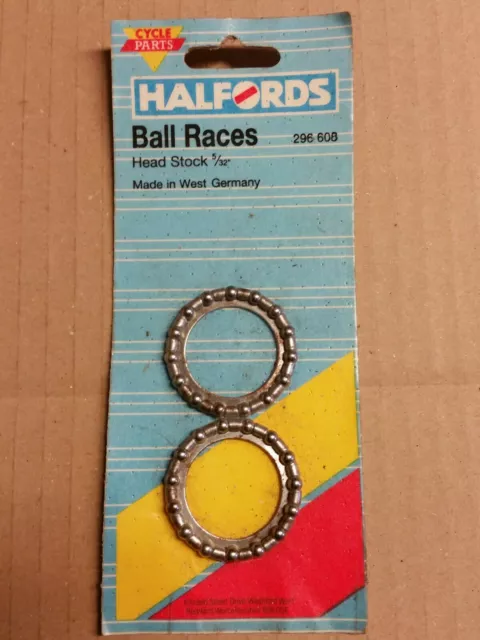 CYCLE
PARTS
HALFORDS
Ball Races 296 608
Head Stock 5/32"
Made in West Germany